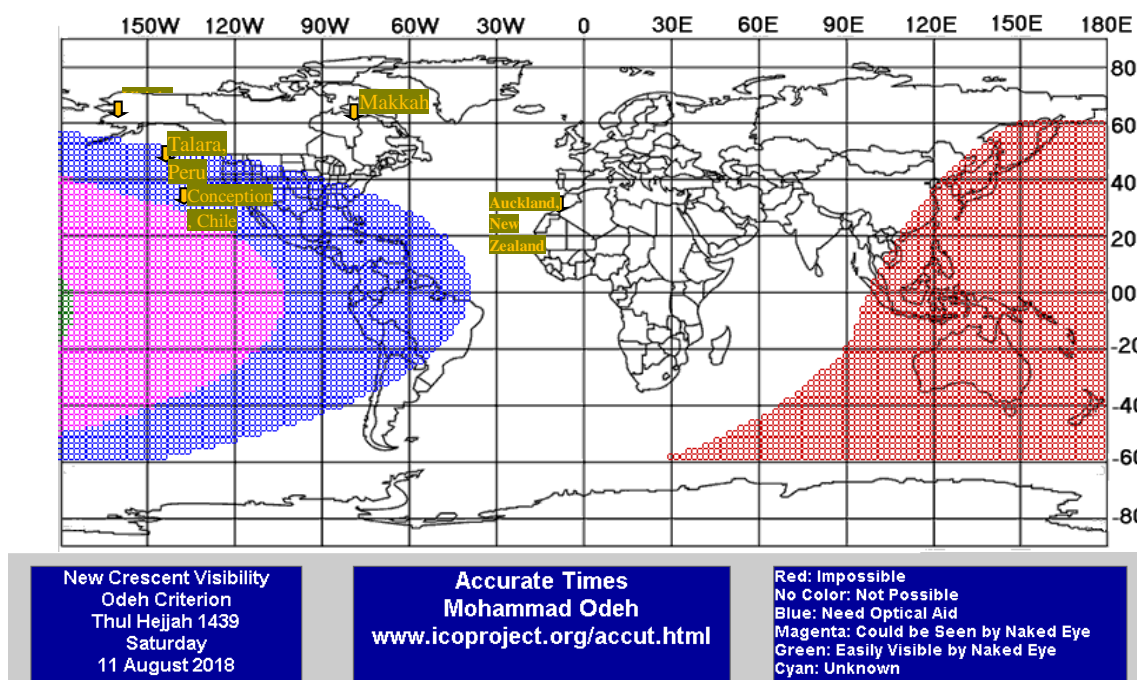 150W 120W 90W 60W 30W 0 30E 60E 90E 120E 150E 180E
80
60
40
20
00
-20
-40
-60
-80
Makkah
Talara,
Peru
Conception
, Chile
Auckland,
New
Zealand
New Crescent Visibility
Odeh Criterion
Thul Hejjah 1439
Saturday
11 August 2018
Accurate Times
Mohammad Odeh
www.icoproject.org/accut.html
Red: Impossible
No Color: Not Possible
Blue: Need Optical Aid
Magenta: Could be Seen by Naked Eye
Green: Easily Visible by Naked Eye
Cyan: Unknown